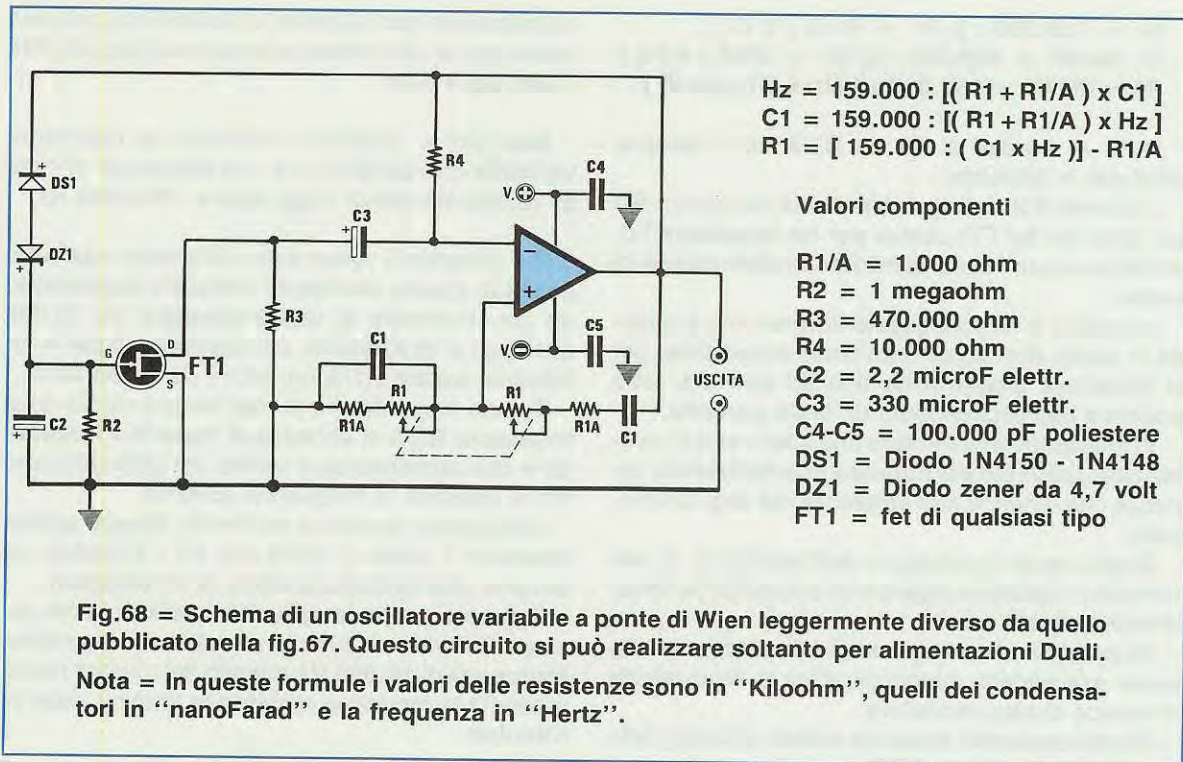 Hz = 159.000 : [( R1 + R1/A ) x C1 ]
C1 = 159.000 : [( R1 + R1/A ) x Hz ]
R1 = [ 159.000 : ( C1 x Hz )] - R1/A
Valori componenti
R1/A = 1.000 ohm
R2 = 1 megaohm
R3 = 470.000 ohm
R4 = 10.000 ohm
C2 = 2,2 microF elettr.
C3 = 330 microF elettr.
C4-C5 = 100.000 pF poliestere
DS1 = Diodo 1N4150 - 1N4148
DZ1 = Diodo zener da 4,7 volt
FT1 = fet di qualsiasi tipo
DS1
DZ1
C2
R2
G
D
S
FT1
R3
C3
R4
C1
R1A
R1
V.
C4
V.
C5
R1
R1A
C1
USCITA
Fig.68 = Schema di un oscillatore variabile a ponte di Wien leggermente diverso da quello
pubblicato nella fig.67. Questo circuito si può realizzare soltanto per alimentazioni Duali.
Nota = In queste formule i valori delle resistenze sono in "Kiloohm", quelli dei condensa-
tori in "nanoFarad" e la frequenza in "Hertz".